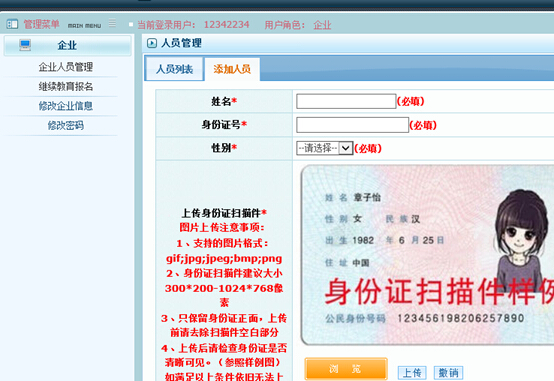 管理菜单 MAIN MENU
当前登录用户： 12342234 用户角色： 企业
企业
企业人员管理
继续教育报名
修改企业信息
修改密码
人员管理
人员列表 添加人员
姓名* (必填)
身份证号* (必填)
性别* --请选择-- (必填)
上传身份证扫描件*
图片上传注意事项：
1、支持的图片格式：
gif;jpg;jpeg;bmp;png
2、身份证扫描件建议大小
300*200-1024*768像
素
3、只保留身份证正面，上传
前请去除扫描件空白部分
4、上传后请检查身份证是否
清晰可见。（参照样创图）
如满足以上条件依旧无法上
姓 名 章子怡
性 别 女 民 族 汉
出 生 1982 年 6 月 25 日
住 址 中国
身份证扫描件样例
公民身份号码 123456198206257890
浏 览 上传 撤销